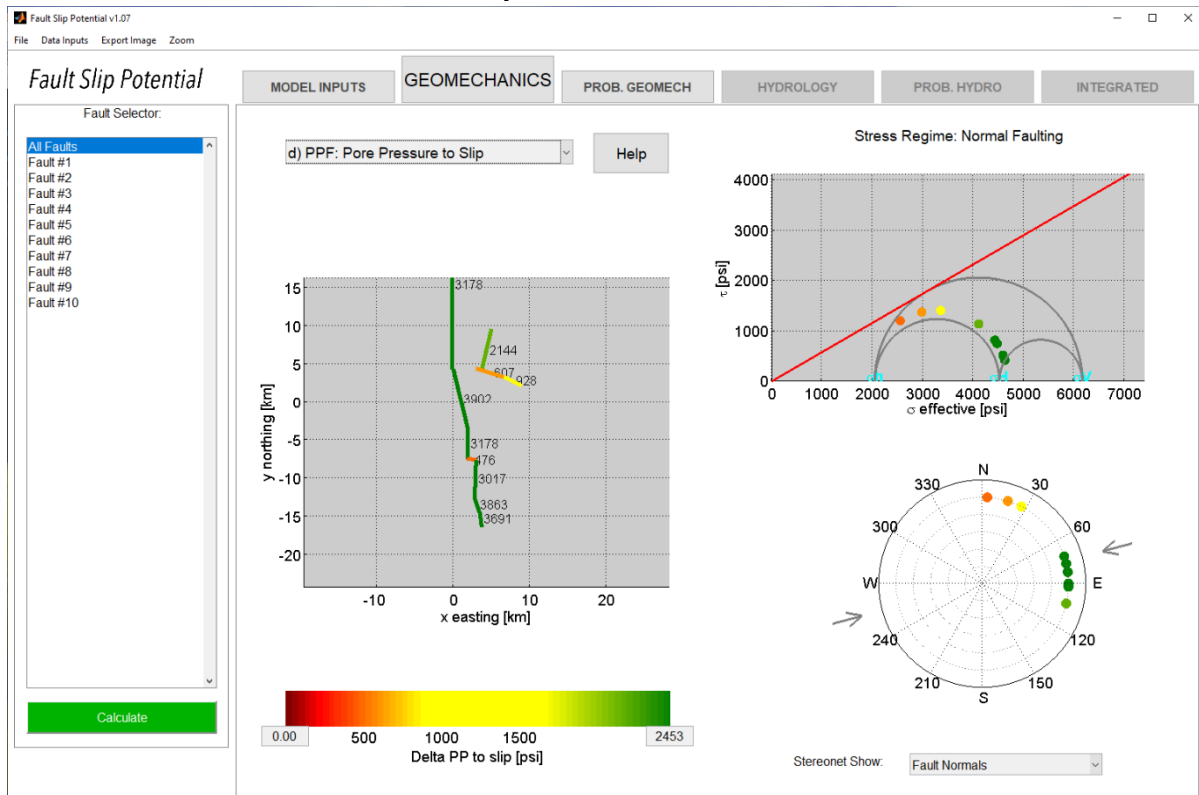 Fault Slip Potential v1.07
File Data Inputs Export Image Zoom
Fault Slip Potential
MODEL INPUTS
GEOMECHANICS
PROB. GEOMECH
HYDROLOGY
PROB. HYDRO
INTEGRATED
Fault Selector:
All Faults
Fault #1
Fault #2
Fault #3
Fault #4
Fault #5
Fault #6
Fault #7
Fault #8
Fault #9
Fault #10
Calculate
d) PPF: Pore Pressure to Slip
Help
3178
2144
607
928
3902
3178
476
3017
3863
3691
15
10
5
0
-5
-10
-15
-20
y northing [km]
-10 0 10 20
x easting [km]
0.00 500 1000 1500 2453
Delta PP to slip [psi]
Stress Regime: Normal Faulting
4000
3000
2000
1000
0
τ [psi]
0 1000 2000 3000 4000 5000 6000 7000
σ effective [psi]
N
330 30
300 60
W E
240 120
210 150
S
Stereonet Show: Fault Normals